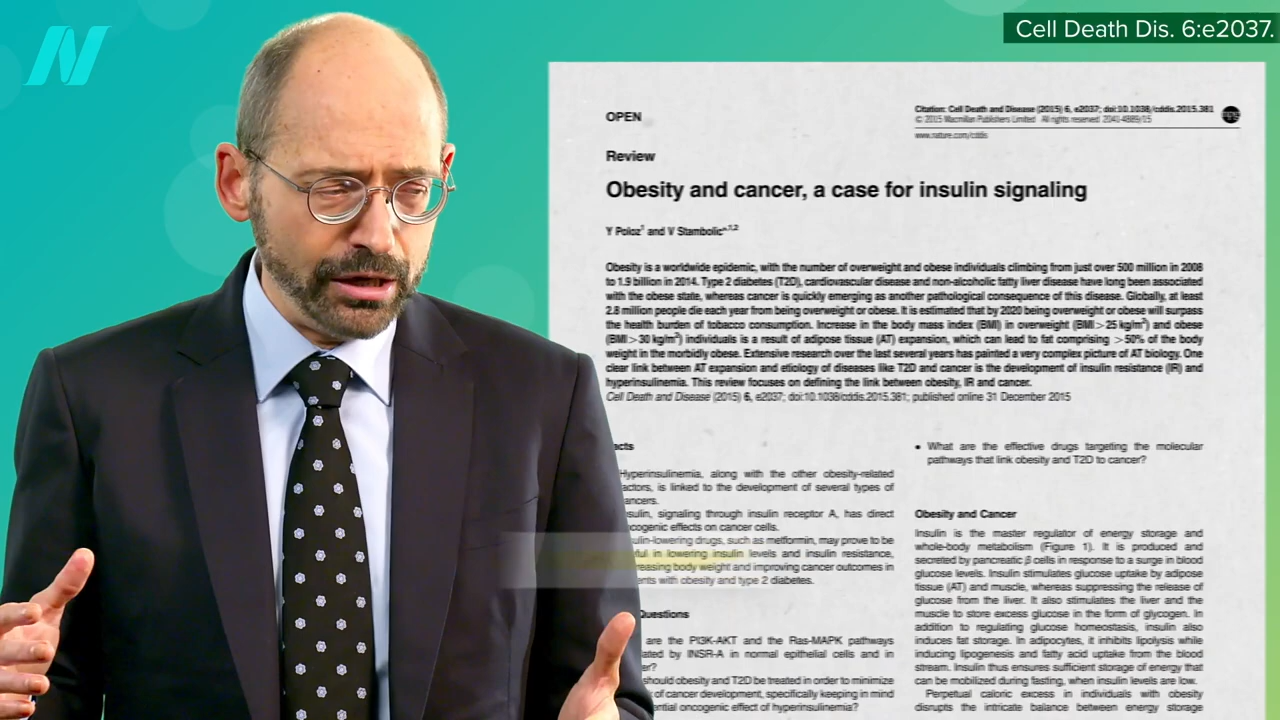 Cell Death Dis. 6:e2037.
OPEN
Citation: Cell Death and Disease (2015) 6, e2037; doi:10.1038/cddis.2015.381
© 2015 Macmillan Publishers Limited All rights reserved 2041-4889/15
www.nature.com/cddis
Review
Obesity and cancer, a case for insulin signaling
Y Poloz1 and V Stambolic*,1,2
Obesity is a worldwide epidemic, with the number of overweight and obese individuals climbing from just over 500 million in 2008
to 1.9 billion in 2014. Type 2 diabetes (T2D), cardiovascular disease and non-alcoholic fatty liver disease have long been associated
with the obese state, whereas cancer is quickly emerging as another pathological consequence of this disease. Globally, at least
2.8 million people die each year from being overweight or obese. It is estimated that by 2020 being overweight or obese will surpass
the health burden of tobacco consumption. Increase in the body mass index (BMI) in overweight (BMI>25 kg/m2) and obese
(BMI>30 kg/m2) individuals is a result of adipose tissue (AT) expansion, which can lead to fat comprising >50% of the body
weight in the morbidly obese. Extensive research over the last several years has painted a very complex picture of AT biology. One
clear link between AT expansion and etiology of diseases like T2D and cancer is the development of insulin resistance (IR) and
hyperinsulinemia. This review focuses on defining the link between obesity, IR and cancer.
Cell Death and Disease (2015) 6, e2037; doi:10.1038/cddis.2015.381; published online 31 December 2015
acts
Hyperinsulinemia, along with the other obesity-related
actors, is linked to the development of several types of
ancers.
sulin, signaling through insulin receptor A, has direct
cogenic effects on cancer cells.
ulin-lowering drugs, such as metformin, may prove to be
ful in lowering insulin levels and insulin resistance,
reasing body weight and improving cancer outcomes in
ents with obesity and type 2 diabetes.
Questions
are the PI3K-AKT and the Ras-MAPK pathways
ated by INSR-A in normal epithelial cells and in
er?
should obesity and T2D be treated in order to minimize
k of cancer development, specifically keeping in mind
ential oncogenic effect of hyperinsulinemia?
• What are the effective drugs targeting the molecular
pathways that link obesity and T2D to cancer?
Obesity and Cancer
Insulin is the master regulator of energy storage and
whole-body metabolism (Figure 1). It is produced and
secreted by pancreatic β cells in response to a surge in blood
glucose levels. Insulin stimulates glucose uptake by adipose
tissue (AT) and muscle, whereas suppressing the release of
glucose from the liver. It also stimulates the liver and the
muscle to store excess glucose in the form of glycogen. In
addition to regulating glucose homeostasis, insulin also
induces fat storage. In adipocytes, it inhibits lipolysis while
inducing lipogenesis and fatty acid uptake from the blood
stream. Insulin thus ensures sufficient storage of energy that
can be mobilized during fasting, when insulin levels are low.
Perpetual caloric excess in individuals with obesity
disrupts the intricate balance between energy storage